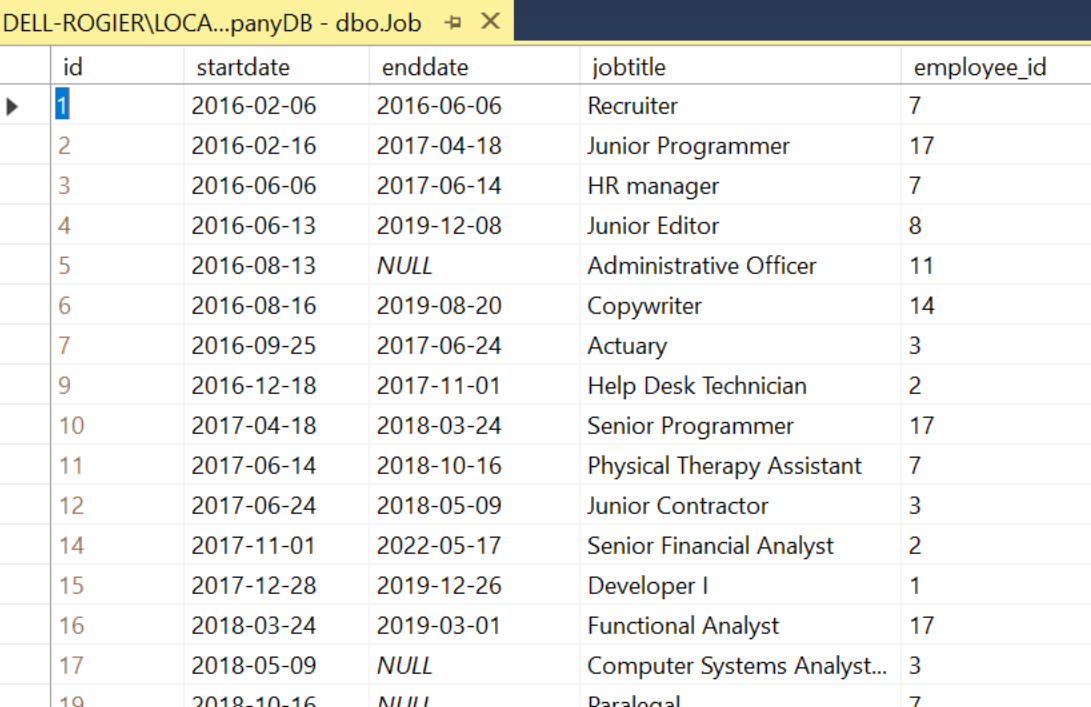 DELL-ROGIER\LOCA...panyDB - dbo.Job
id startdate enddate jobtitle employee_id
1 2016-02-06 2016-06-06 Recruiter 7
2 2016-02-16 2017-04-18 Junior Programmer 17
3 2016-06-06 2017-06-14 HR manager 7
4 2016-06-13 2019-12-08 Junior Editor 8
5 2016-08-13 NULL Administrative Officer 11
6 2016-08-16 2019-08-20 Copywriter 14
7 2016-09-25 2017-06-24 Actuary 3
9 2016-12-18 2017-11-01 Help Desk Technician 2
10 2017-04-18 2018-03-24 Senior Programmer 17
11 2017-06-14 2018-10-16 Physical Therapy Assistant 7
12 2017-06-24 2018-05-09 Junior Contractor 3
14 2017-11-01 2022-05-17 Senior Financial Analyst 2
15 2017-12-28 2019-12-26 Developer I 1
16 2018-03-24 2019-03-01 Functional Analyst 17
17 2018-05-09 NULL Computer Systems Analyst... 3
19 2018-10-16 NULL Paralegal 7